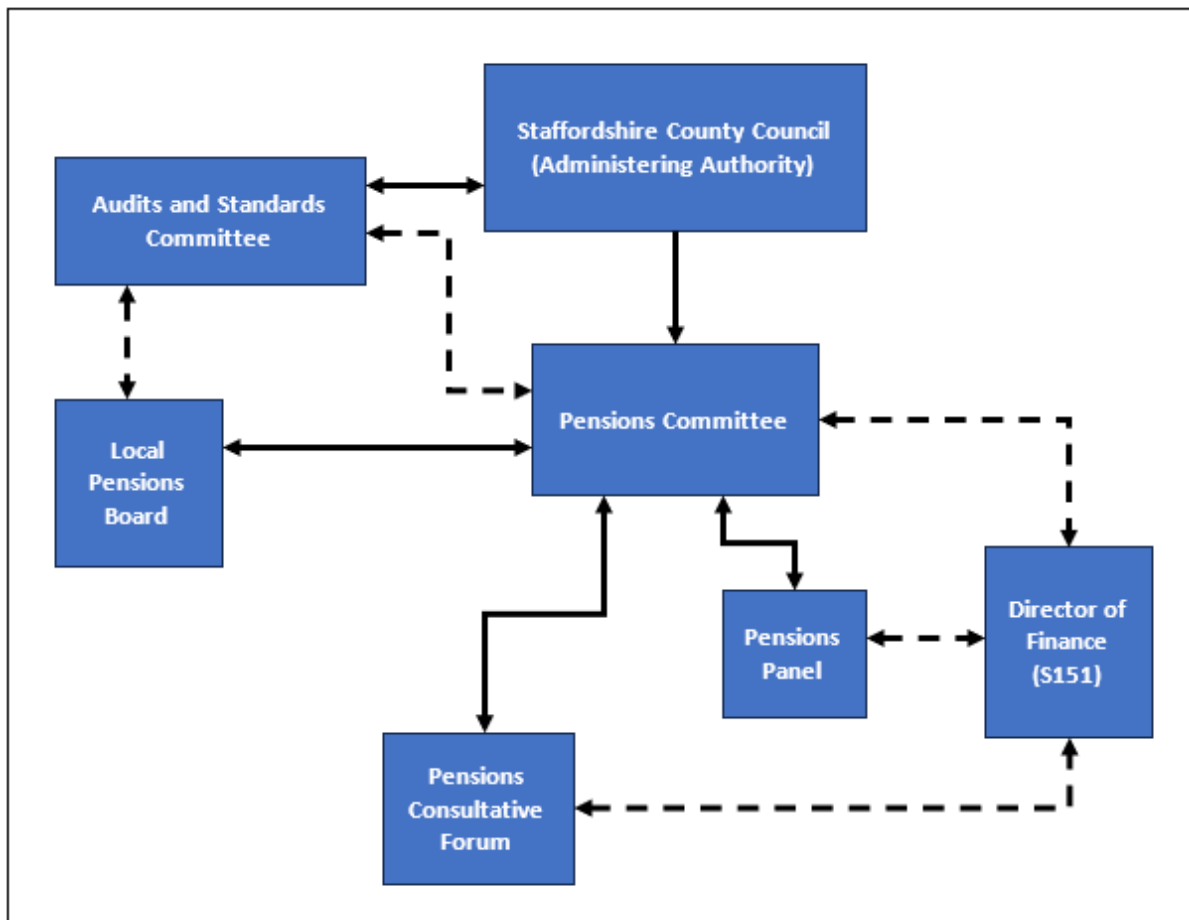 Staffordshire County Council
(Administering Authority)
Audits and Standards
Committee
Pensions Committee
Local
Pensions
Board
Director of
Finance
(S151)
Pensions
Panel
Pensions
Consultative
Forum